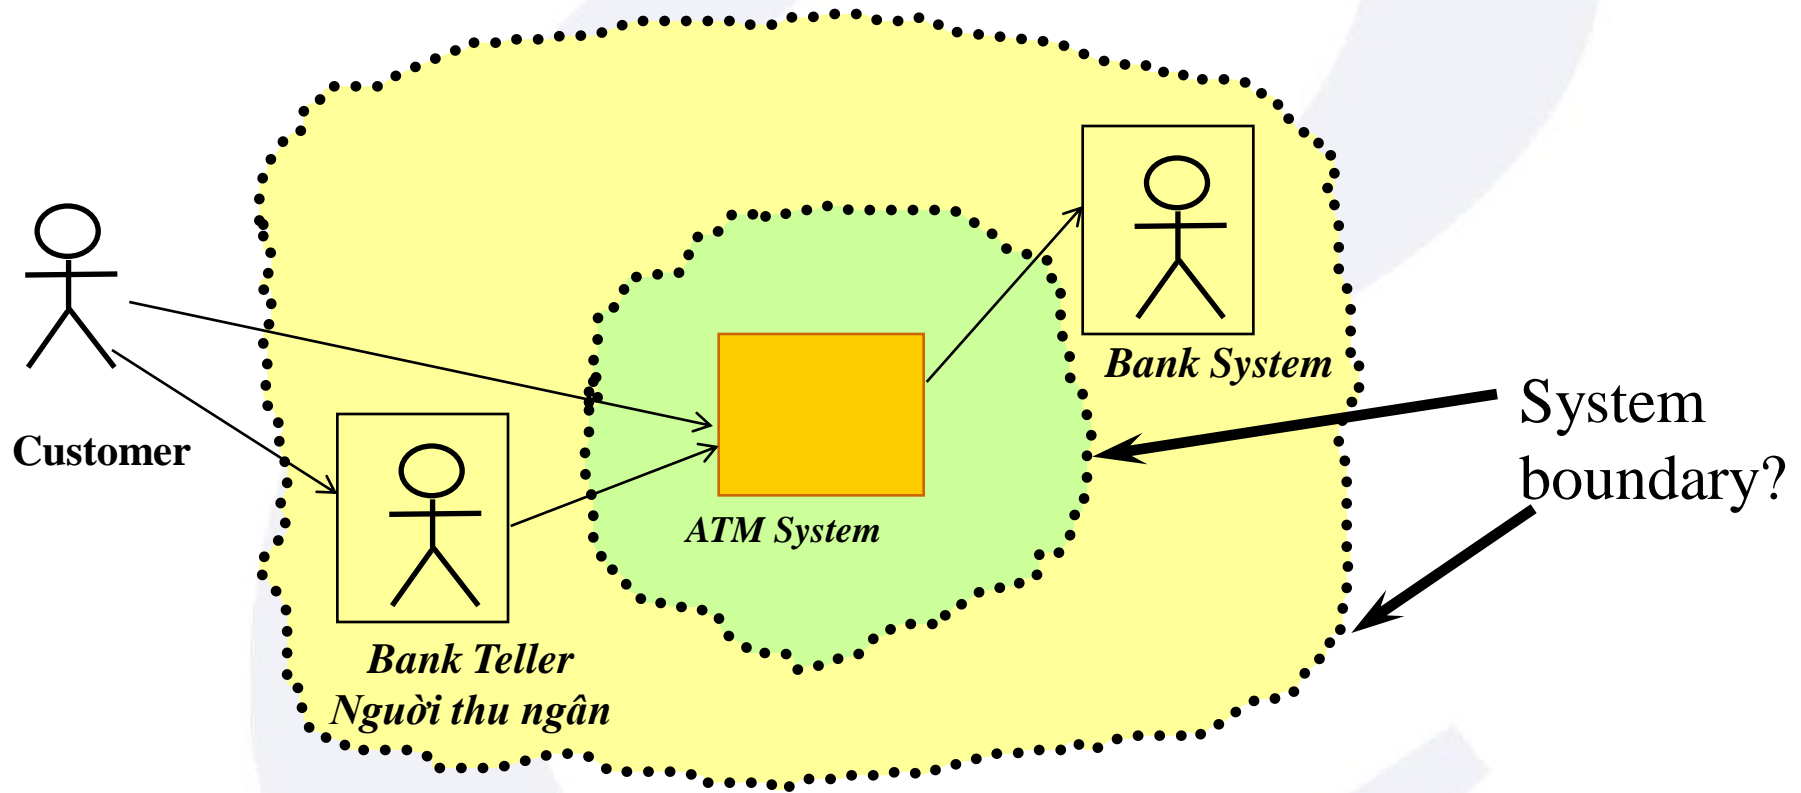 Bank System
System
boundary?
Customer
ATM System
Bank Teller
Người thu ngân